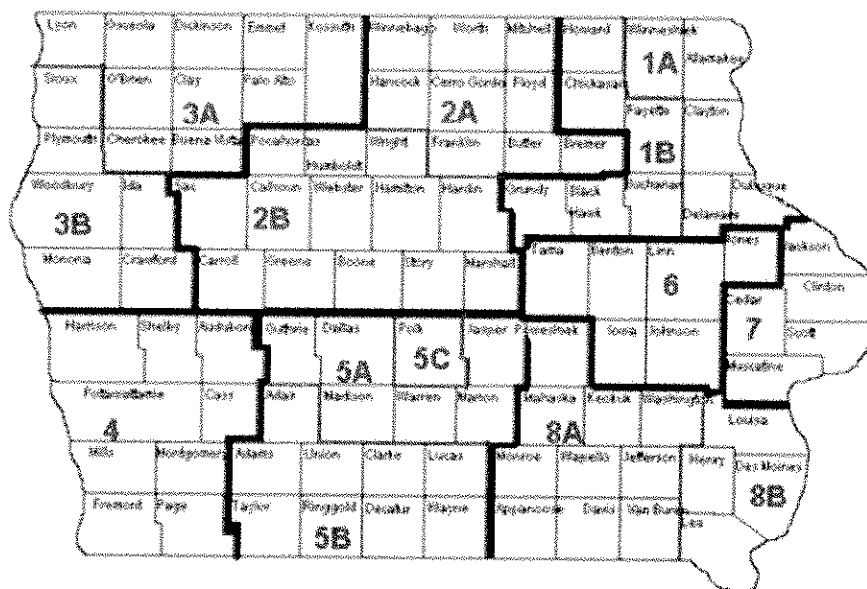 Lyon Osceola Dickinson Emmet Kossuth Winnebago Worth Mitchell Howard Winneshiek
1A Allamakee
Sioux O'Brien Clay Palo Alto Hancock Cerro Gordo Floyd Chickasaw
3A 2A
Fayette Clayton
Plymouth Cherokee Buena Vista Pocahontas Humboldt Wright Franklin Butler Bremer 1B
Woodbury Ida Sac Calhoun Webster Hamilton Hardin Grundy Black Hawk Buchanan Delaware Dubuque
3B 2B
Monona Crawford Carroll Greene Boone Story Marshall Tama Benton Linn Jones Jackson
6 Clinton
Cedar
Harrison Shelby Audubon Guthrie Dallas Polk Jasper Poweshiek Iowa Johnson 7 Scott
5A 5C
Muscatine
Pottawattamie Cass Adair Madison Warren Marion Mahaska Keokuk Washington Louisa
4 8A
Mills Montgomery Adams Union Clarke Lucas Monroe Wapello Jefferson Henry Des Moines
8B
Fremont Page Taylor Ringgold Decatur Wayne Appanoose Davis Van Buren Lee
5B